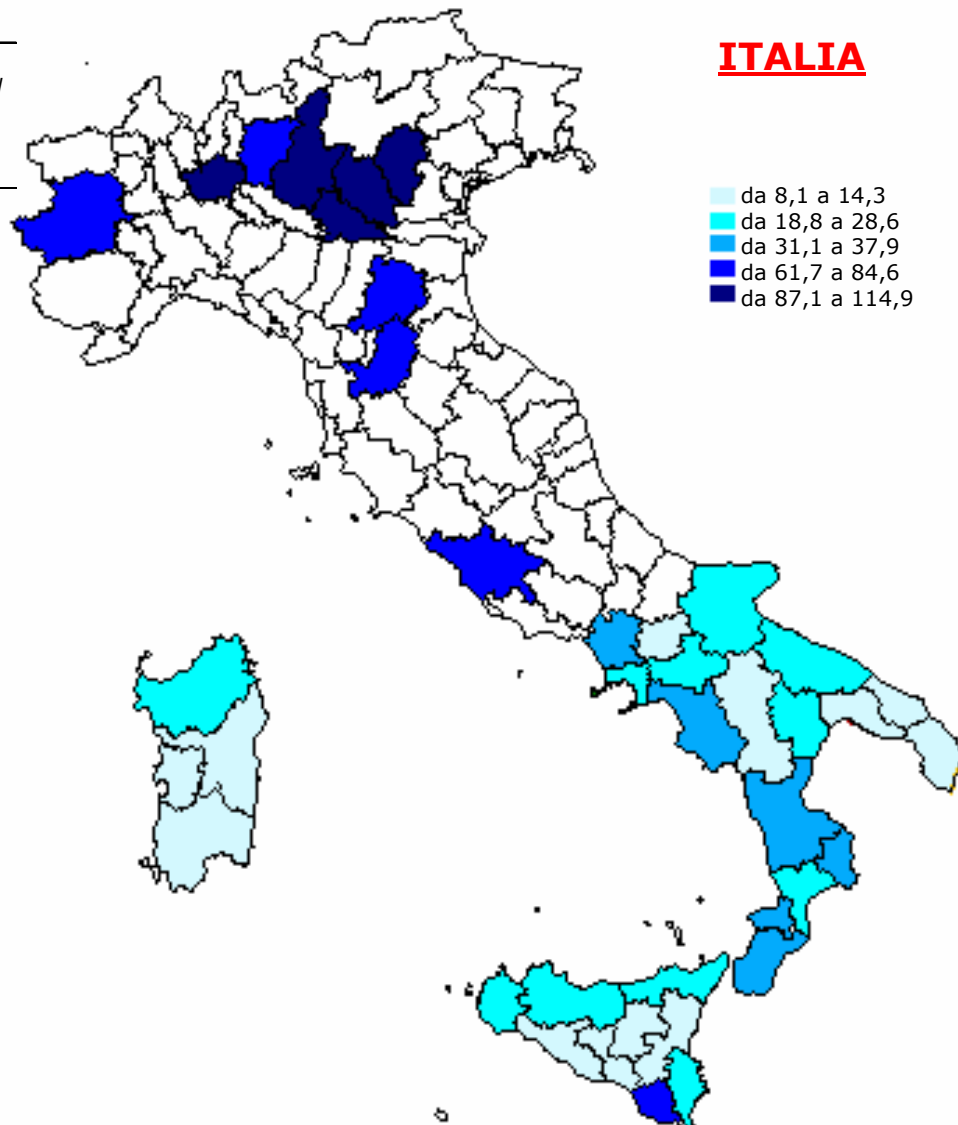 ITALIA
da 8,1 a 14,3
da 18,8 a 28,6
da 31,1 a 37,9
da 61,7 a 84,6
da 87,1 a 114,9